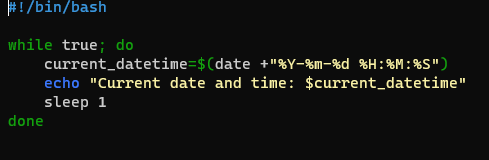 #!/bin/bash

while true; do
    current_datetime=$(date +"%Y-%m-%d %H:%M:%S")
    echo "Current date and time: $current_datetime"
    sleep 1
done